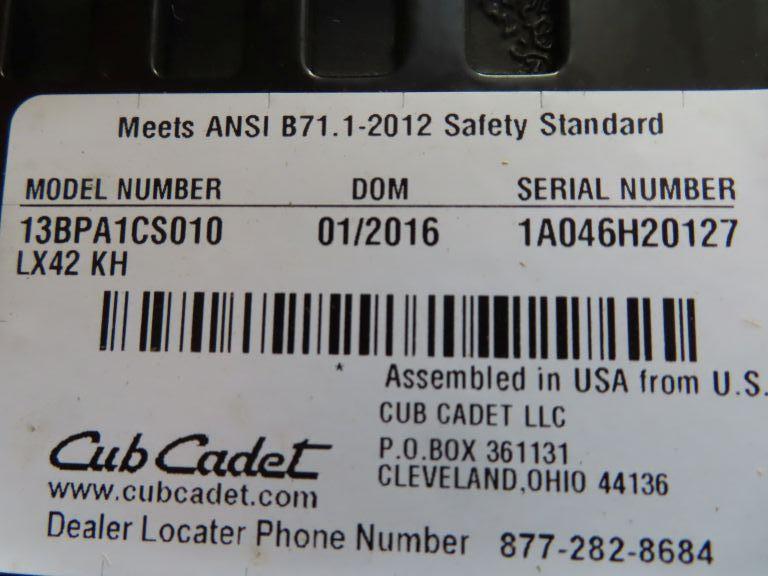 Meets ANSI B71.1-2012 Safety Standard
MODEL NUMBER DOM SERIAL NUMBER
13BPA1CS010 01/2016 1A046H20127
LX42 KH
* Assembled in USA from U.S.
CUB CADET LLC
P.O.BOX 361131
CLEVELAND,OHIO 44136
Cub Cadet
www.cubcadet.com
Dealer Locater Phone Number 877-282-8684